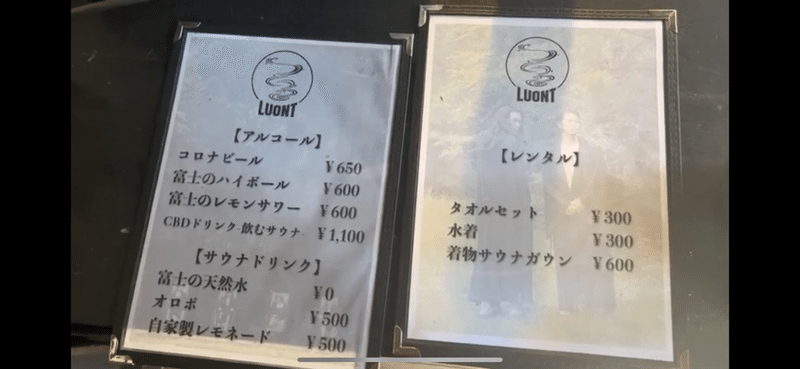 LUONT
【アルコール】
コロナビール ¥650
富士のハイボール ¥600
富士のレモンサワー ¥600
CBDドリンク-飲むサウナ- ¥1,100
【サウナドリンク】
富士の天然水 ¥0
オロポ ¥500
自家製レモネード ¥500
LUONT
【レンタル】
タオルセット ¥300
水着 ¥300
着物サウナガウン ¥600